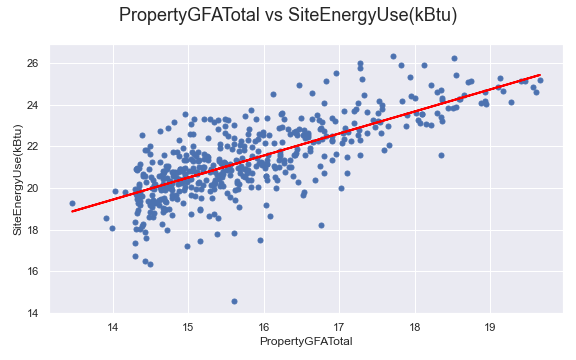 PropertyGFATotal vs SiteEnergyUse(kBtu)
26
24
22
20
18
16
14
SiteEnergyUse(kBtu)
14 15 16 17 18 19
PropertyGFATotal